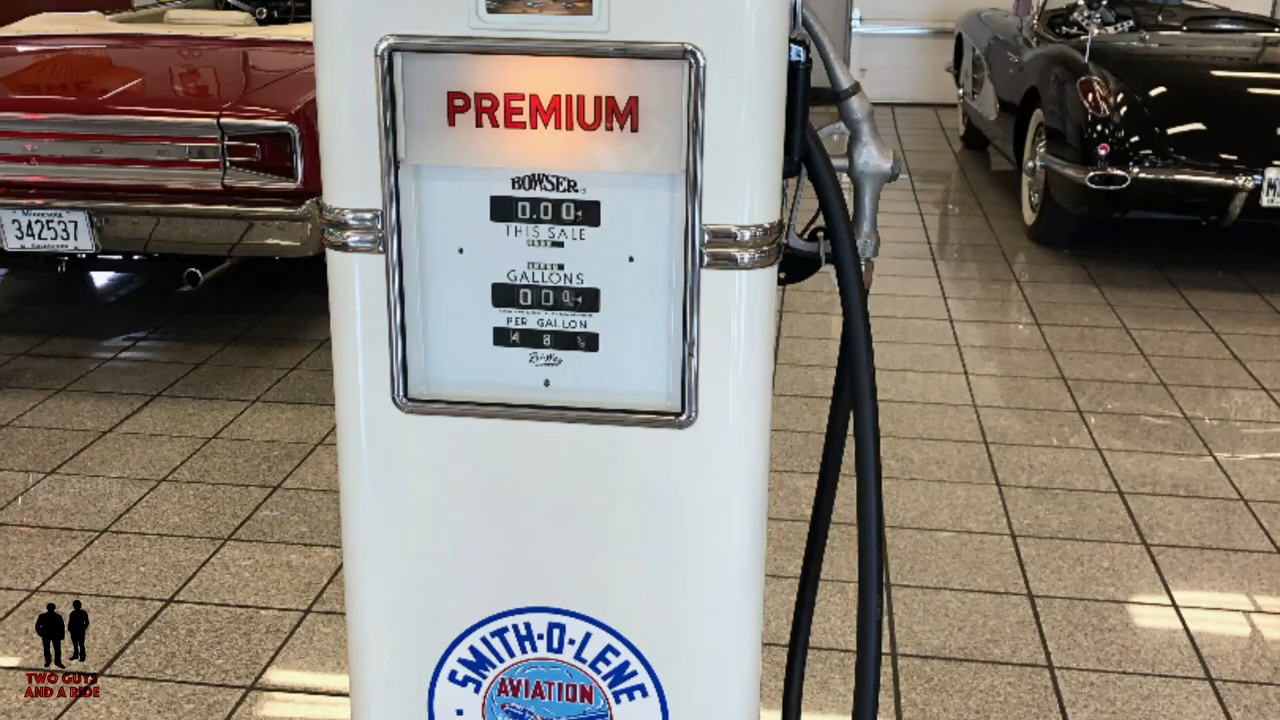 PREMIUM
BOWSER
0.00
THIS SALE
GALLONS
000
PER GALLON
48
Minnesota
342537
SMITH-O-LENE
AVIATION
TWO GUYS
AND A RIDE